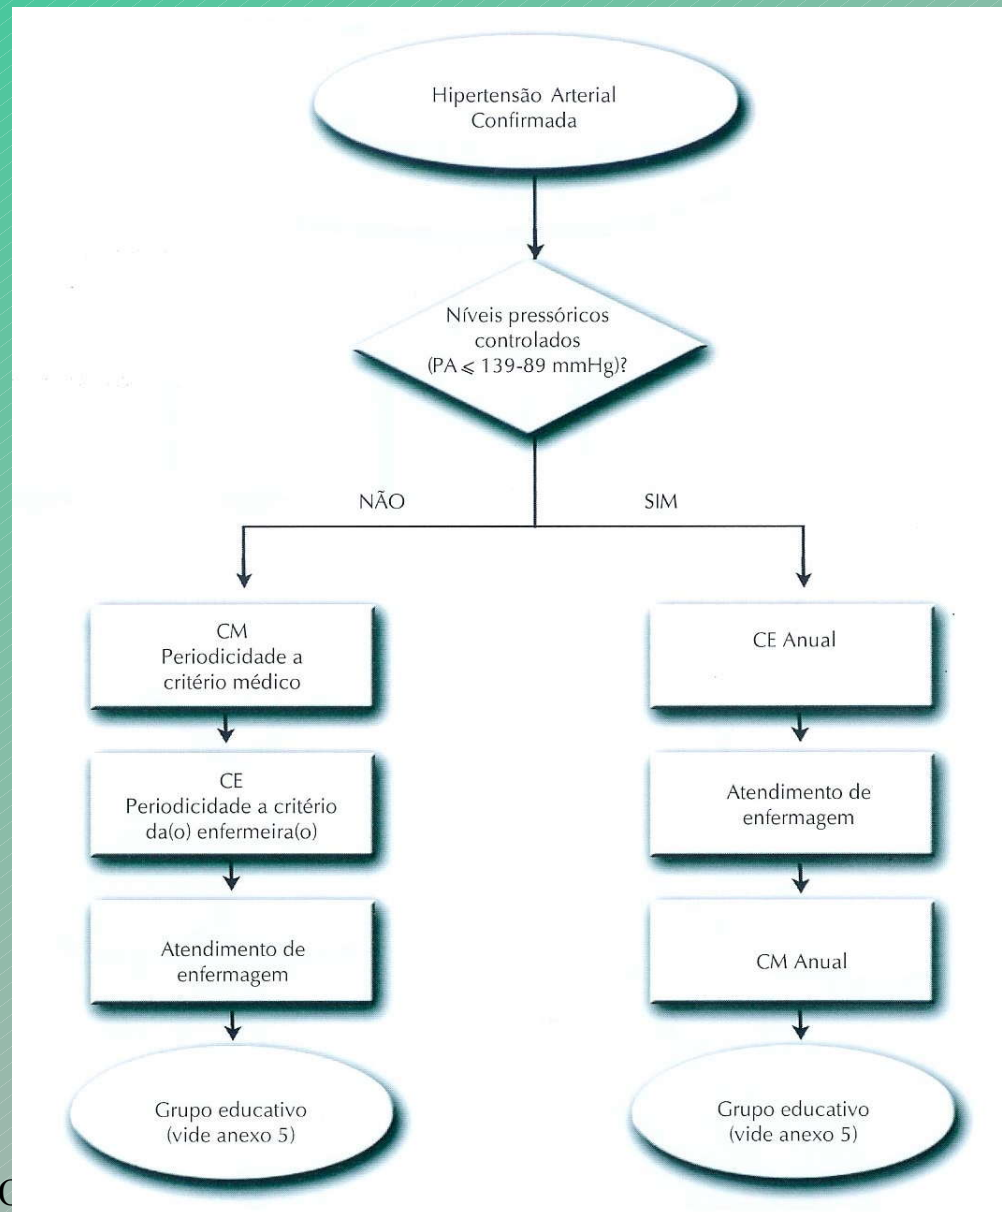 Hipertensão Arterial
Confirmada
Níveis pressóricos
controlados
(PA ⩽ 139-89 mmHg)?
NÃO
SIM
CM
Periodicidade a
critério médico
CE
Periodicidade a critério
da(o) enfermeira(o)
Atendimento de
enfermagem
Grupo educativo
(vide anexo 5)
CE Anual
Atendimento de
enfermagem
CM Anual
Grupo educativo
(vide anexo 5)